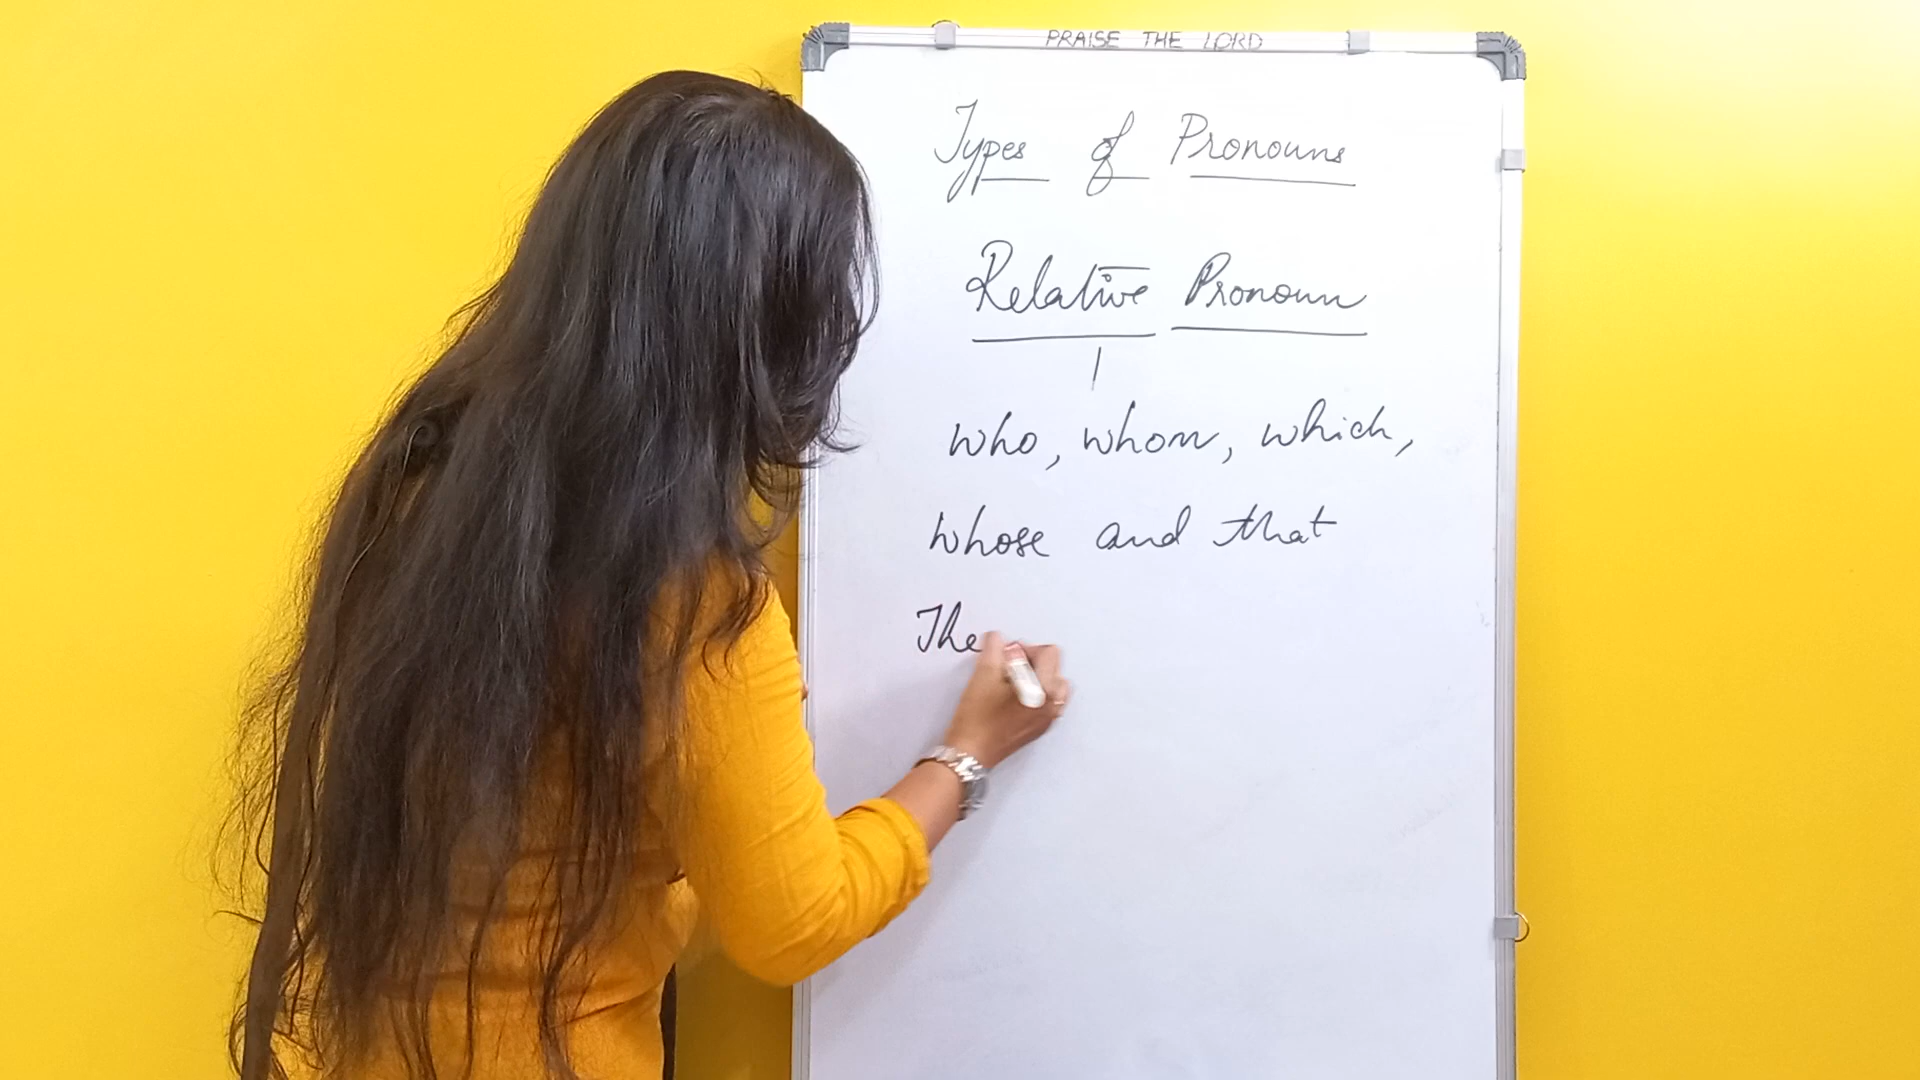 PRAISE THE LORD
Types of Pronouns
Relative Pronoun
who, whom, which,
whose and that
The